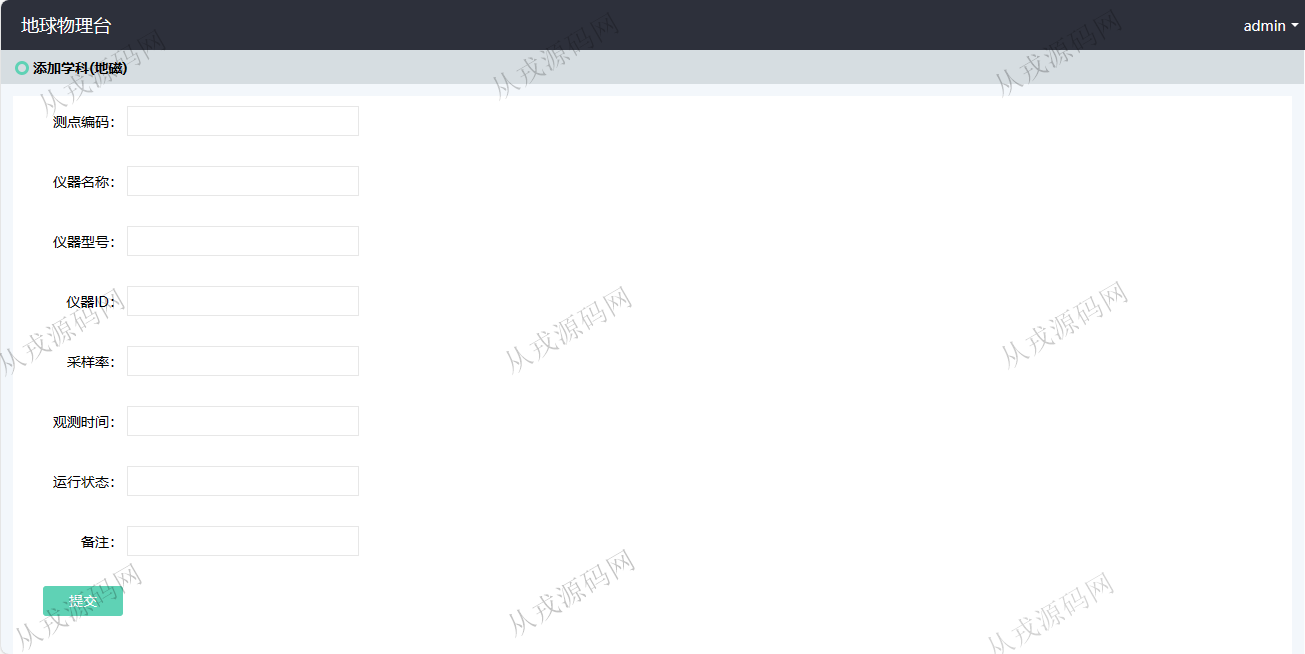 地球物理台
admin
添加学科(地磁)
测点编码：
仪器名称：
仪器型号：
仪器ID：
采样率：
观测时间：
运行状态：
备注：
提交
从戎源码网
从戎源码网
从戎源码网
从戎源码网
从戎源码网
从戎源码网
从戎源码网
从戎源码网
从戎源码网